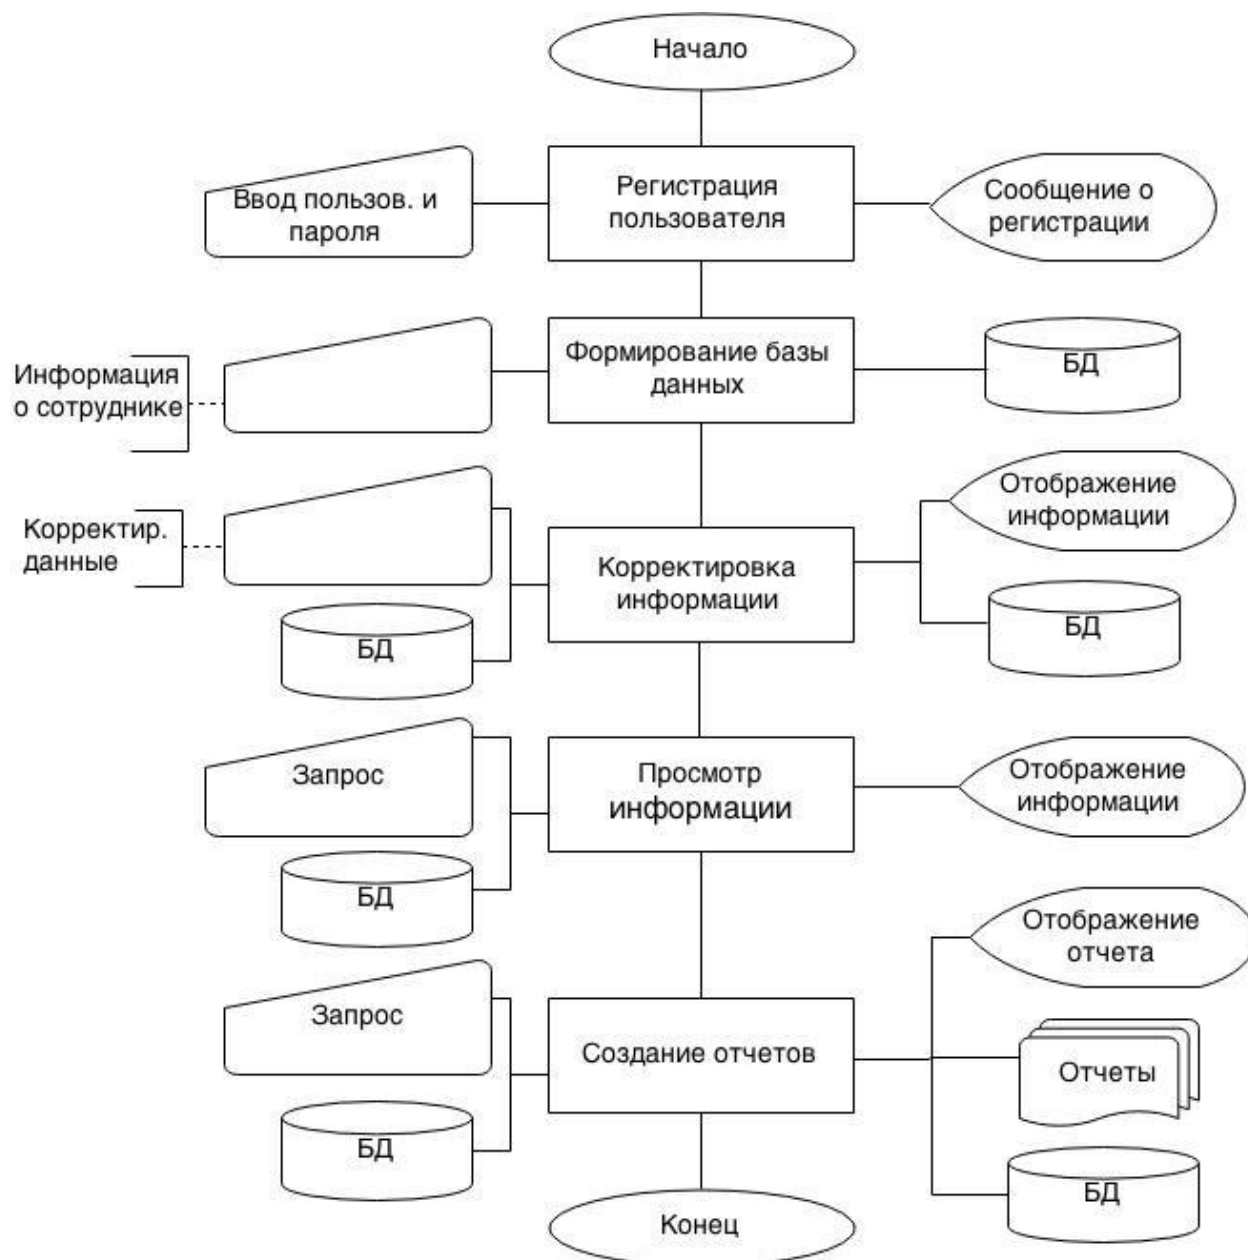 Начало
Ввод пользов. и
пароля
Регистрация
пользователя
Сообщение о
регистрации
Информация
о сотруднике
Формирование базы
данных
БД
Корректир.
данные
БД
Корректировка
информации
Отображение
информации
БД
Запрос
БД
Просмотр
информации
Отображение
информации
Запрос
БД
Создание отчетов
Отображение
отчета
Отчеты
БД
Конец